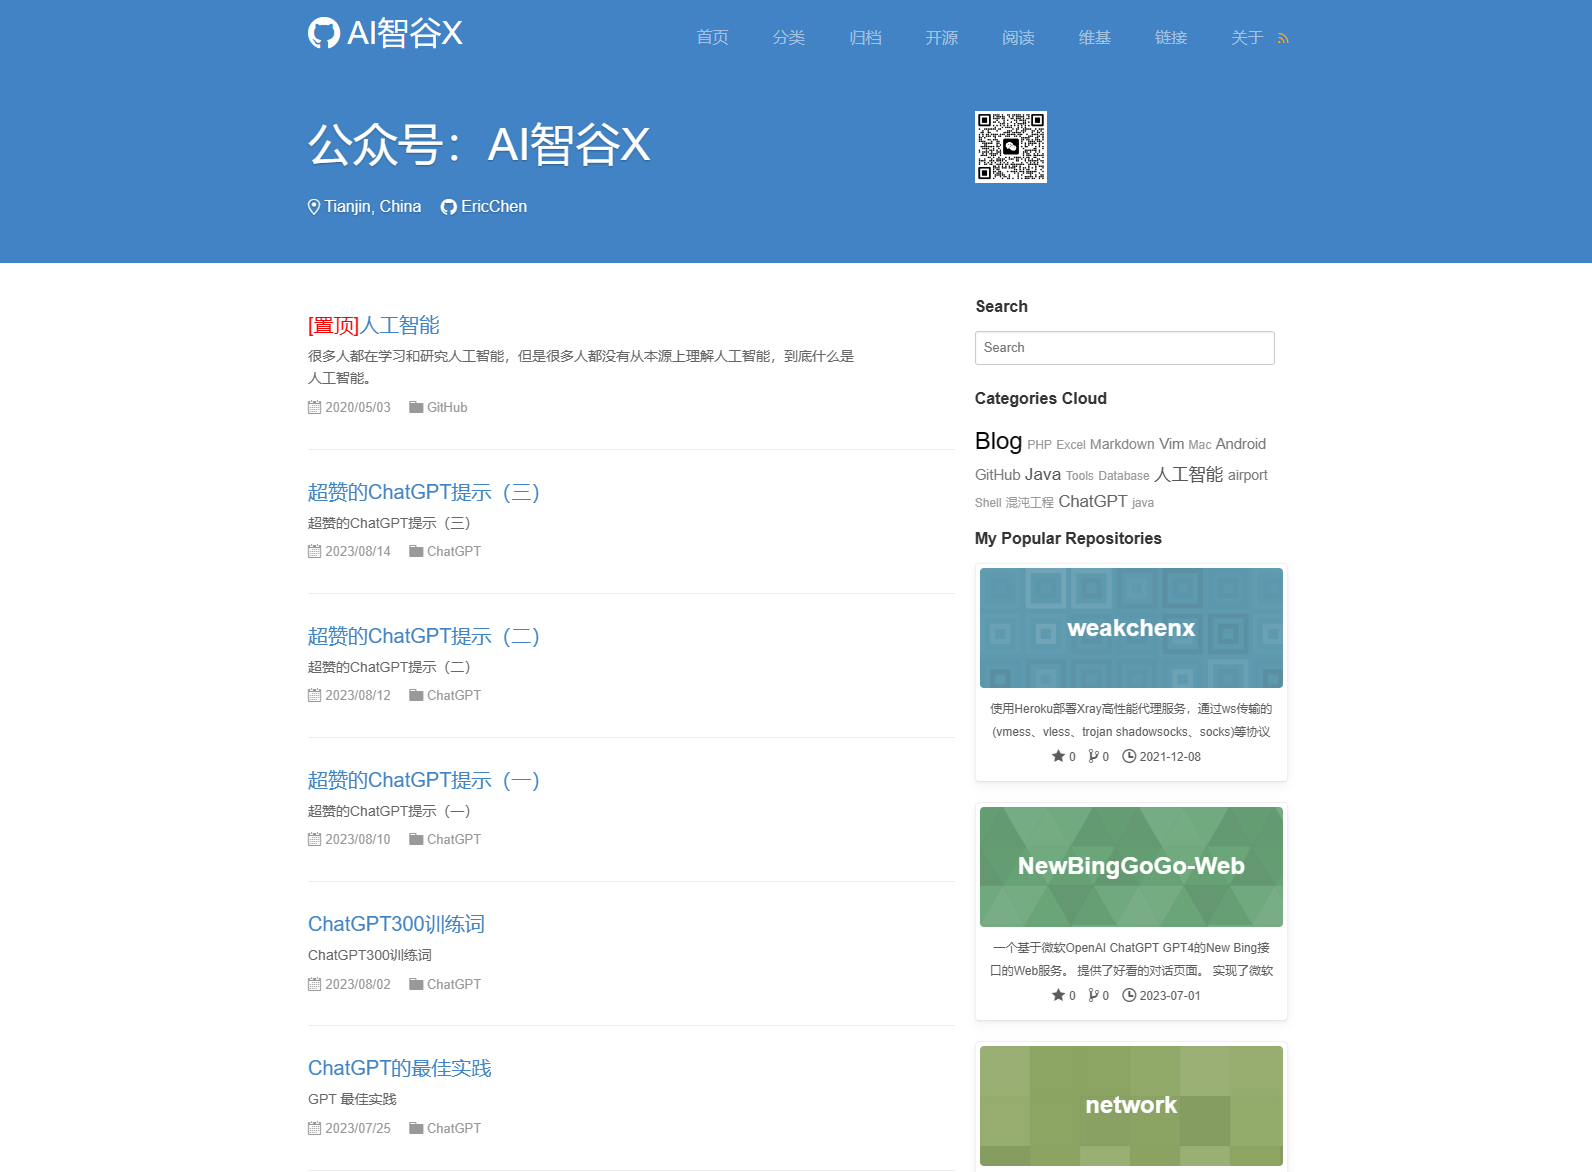 AI智谷X
首页 分类 归档 开源 阅读 维基 链接 关于
公众号：AI智谷X
Tianjin, China EricChen
[置顶]人工智能
很多人都在学习和研究人工智能，但是很多人都没有从本源上理解人工智能，到底什么是
人工智能。
2020/05/03 GitHub
超赞的ChatGPT提示（三）
超赞的ChatGPT提示（三）
2023/08/14 ChatGPT
超赞的ChatGPT提示（二）
超赞的ChatGPT提示（二）
2023/08/12 ChatGPT
超赞的ChatGPT提示（一）
超赞的ChatGPT提示（一）
2023/08/10 ChatGPT
ChatGPT300训练词
ChatGPT300训练词
2023/08/02 ChatGPT
ChatGPT的最佳实践
GPT 最佳实践
2023/07/25 ChatGPT
Search
Search
Categories Cloud
Blog PHP Excel Markdown Vim Mac Android
GitHub Java Tools Database 人工智能 airport
Shell 混沌工程 ChatGPT java
My Popular Repositories
weakchenx
使用Heroku部署Xray高性能代理服务，通过ws传输的
(vmess、vless、trojan shadowsocks、socks)等协议
0 0 2021-12-08
NewBingGoGo-Web
一个基于微软OpenAI ChatGPT GPT4的New Bing接
口的Web服务。 提供了好看的对话页面。 实现了微软
0 0 2023-07-01
network